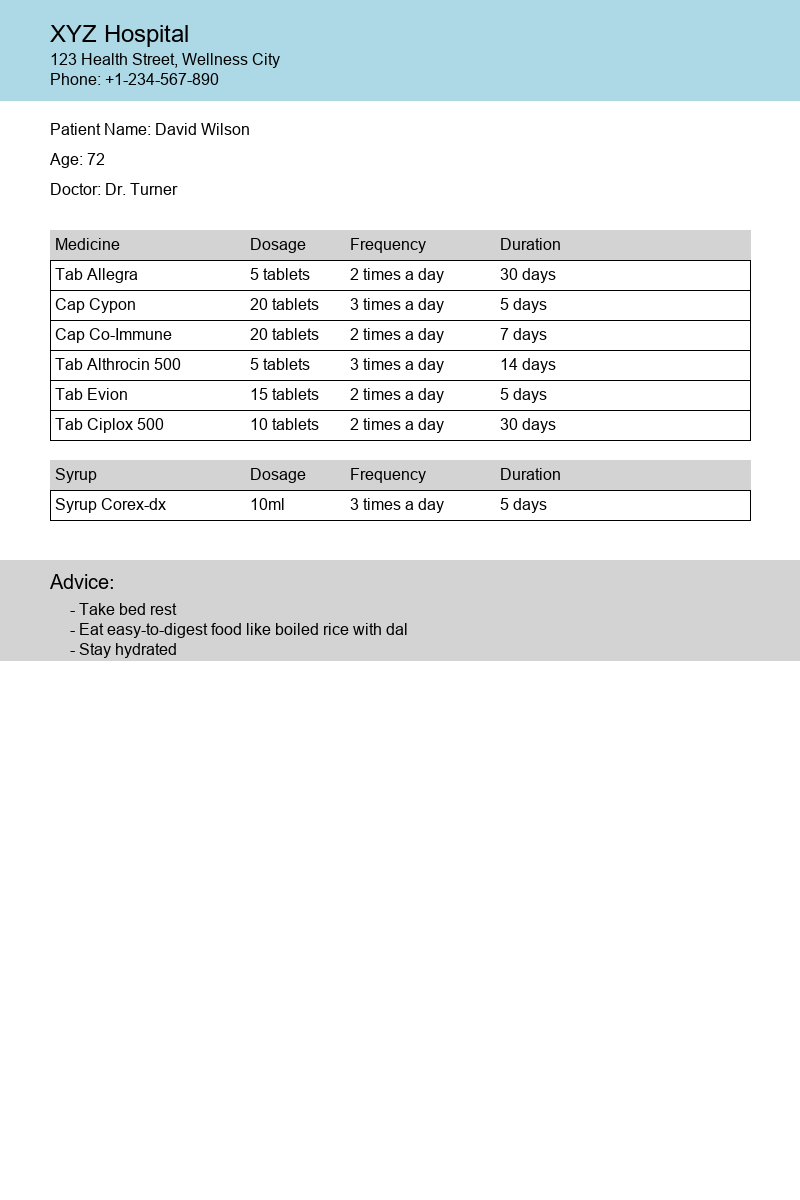 XYZ Hospital
123 Health Street, Wellness City
Phone: +1-234-567-890
Patient Name: David Wilson
Age: 72
Doctor: Dr. Turner
Medicine Dosage Frequency Duration
Tab Allegra 5 tablets 2 times a day 30 days
Cap Cypon 20 tablets 3 times a day 5 days
Cap Co-Immune 20 tablets 2 times a day 7 days
Tab Althrocin 500 5 tablets 3 times a day 14 days
Tab Evion 15 tablets 2 times a day 5 days
Tab Ciplox 500 10 tablets 2 times a day 30 days
Syrup Dosage Frequency Duration
Syrup Corex-dx 10ml 3 times a day 5 days
Advice:
- Take bed rest
- Eat easy-to-digest food like boiled rice with dal
- Stay hydrated